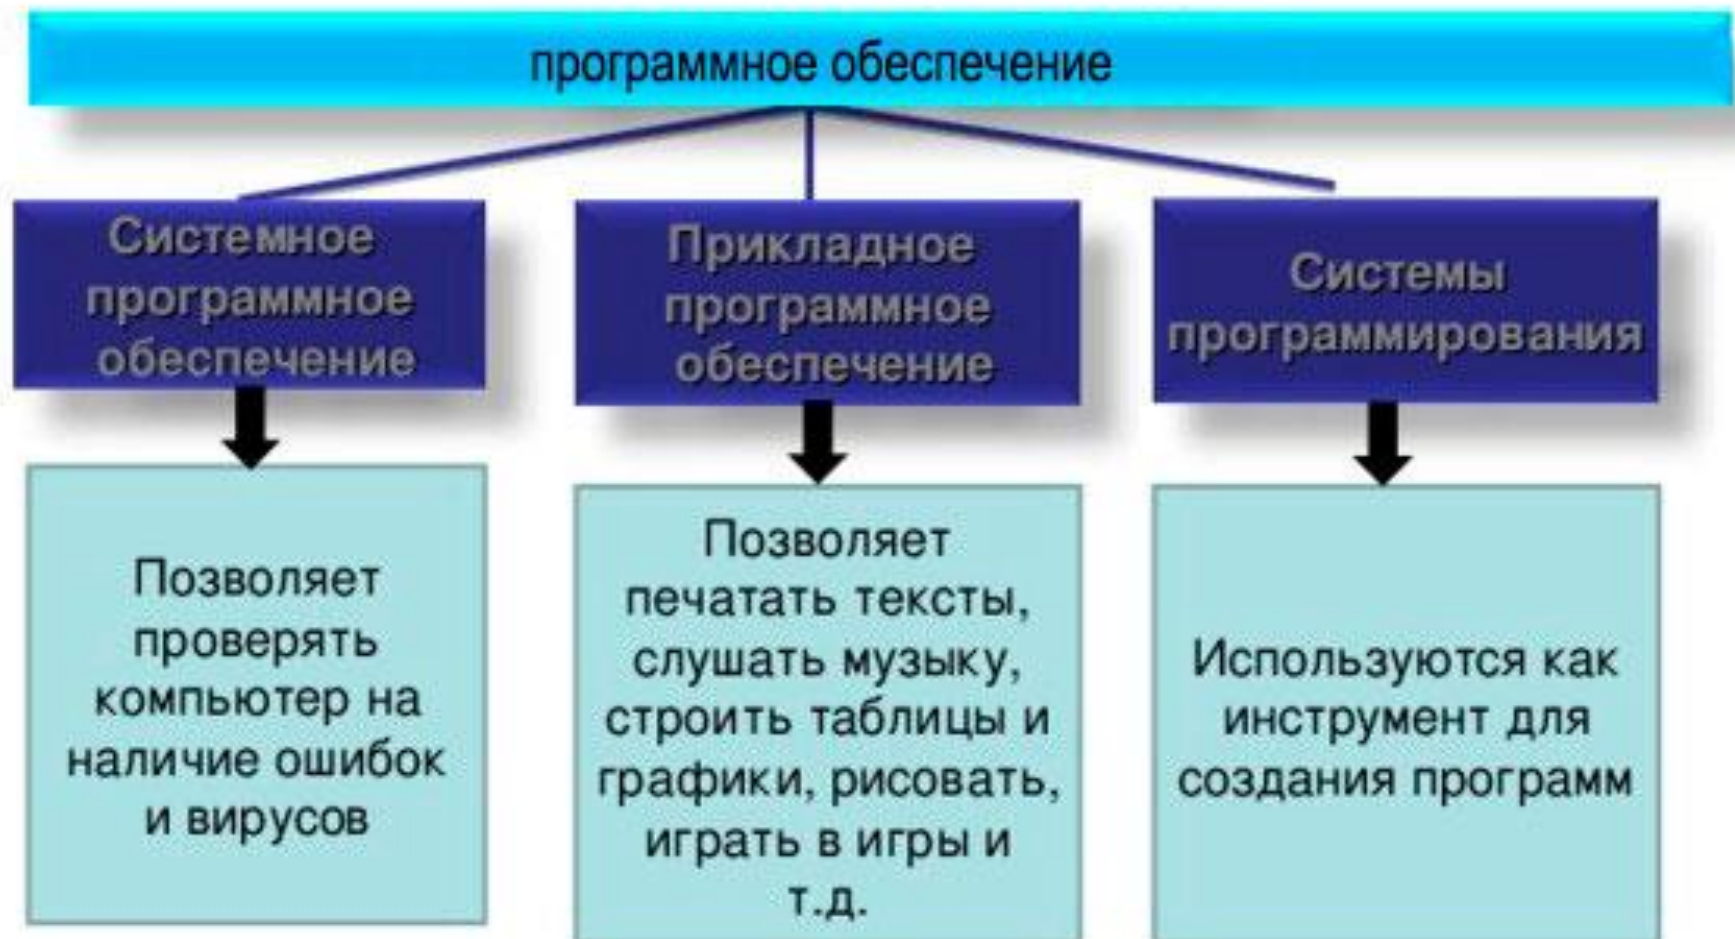 программное обеспечение
Системное
программное
обеспечение
Прикладное
программное
обеспечение
Системы
программирования
Позволяет
проверять
компьютер на
наличие ошибок
и вирусов
Позволяет
печатать тексты,
слушать музыку,
строить таблицы и
графики, рисовать,
играть в игры и
т.д.
Используются как
инструмент для
создания программ